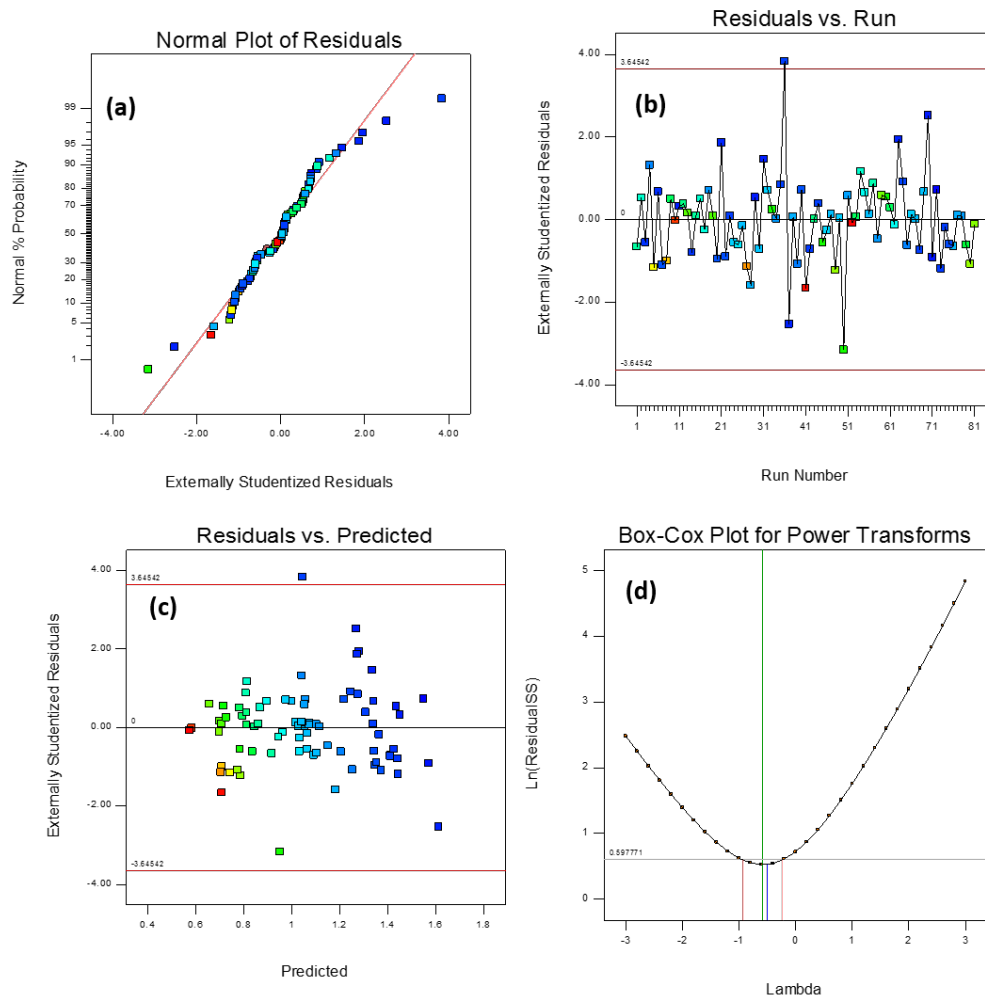 Normal Plot of Residuals
(a)
Normal % Probability
99
95
90
80
70
50
30
20
10
5
1
-4.00 -2.00 0.00 2.00 4.00
Externally Studentized Residuals
Residuals vs. Run
(b)
Externally Studentized Residuals
4.00
3.64542
2.00
0.00
0
-2.00
-3.64542
-4.00
1 11 21 31 41 51 61 71 81
Run Number
Residuals vs. Predicted
(c)
Externally Studentized Residuals
4.00
3.64542
2.00
0.00
0
-2.00
-3.64542
-4.00
0.4 0.6 0.8 1 1.2 1.4 1.6 1.8
Predicted
Box-Cox Plot for Power Transforms
(d)
Ln(ResidualSS)
5
4
3
2
1
0.597771
0
-3 -2 -1 0 1 2 3
Lambda